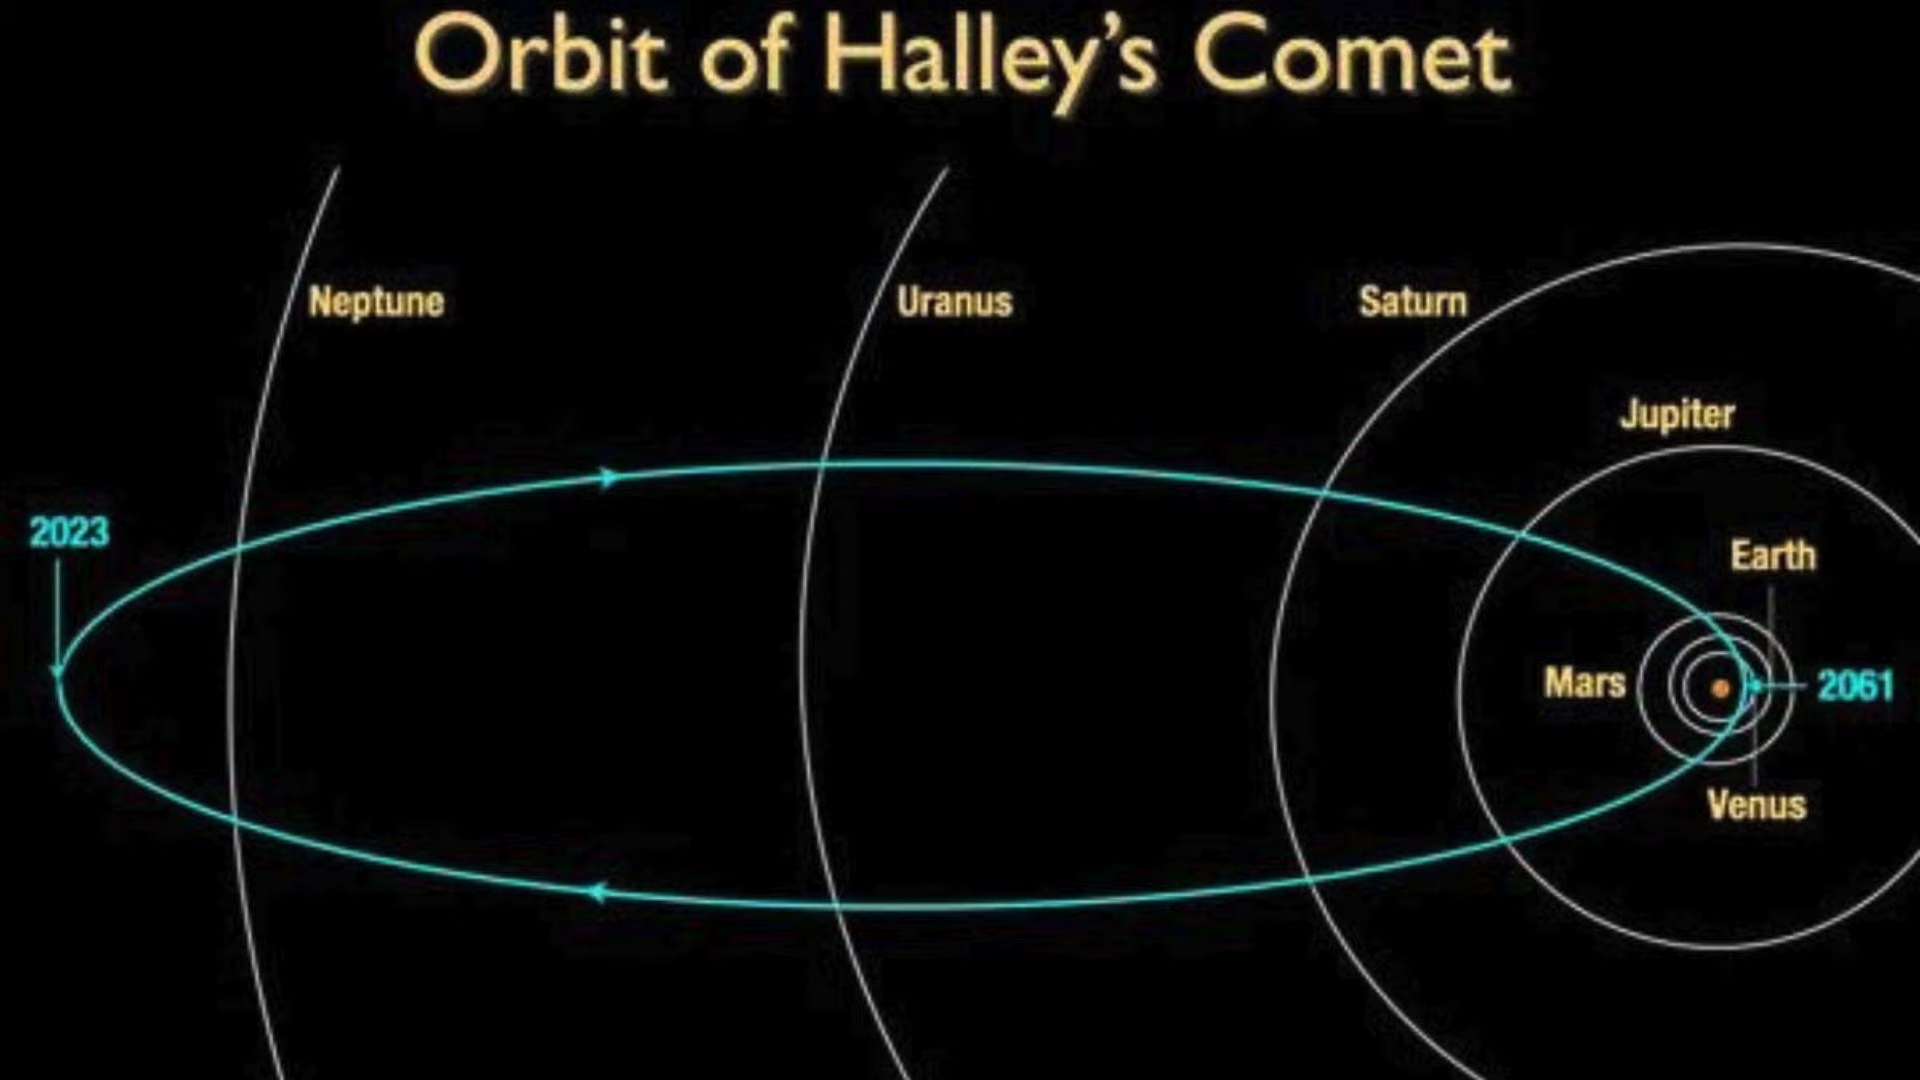 Orbit of Halley’s Comet
Neptune
Uranus
Saturn
Jupiter
2023
Earth
Mars
2061
Venus